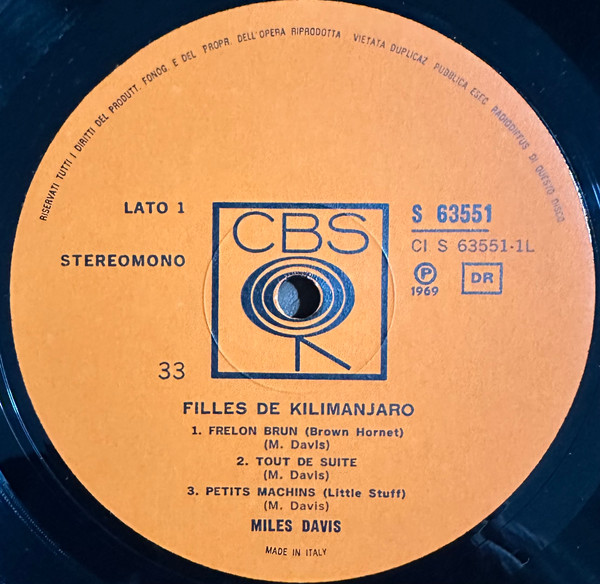 RISERVATI TUTTI I DIRITTI DEL PRODUTT. FONOG. E DEL PROPR. DELL'OPERA RIPRODOTTA VIETATA DUPLICAZ. PUBBLICA ESEC. RADIODIFFUS. DI QUESTO DISCO
LATO 1
S 63551
CBS
CI S 63551-1L
STEREOMONO
P
1969
DR
33
FILLES DE KILIMANJARO
1. FRELON BRUN (Brown Hornet)
(M. Davis)
2. TOUT DE SUITE
(M. Davis)
3. PETITS MACHINS (Little Stuff)
(M. Davis)
MILES DAVIS
MADE IN ITALY